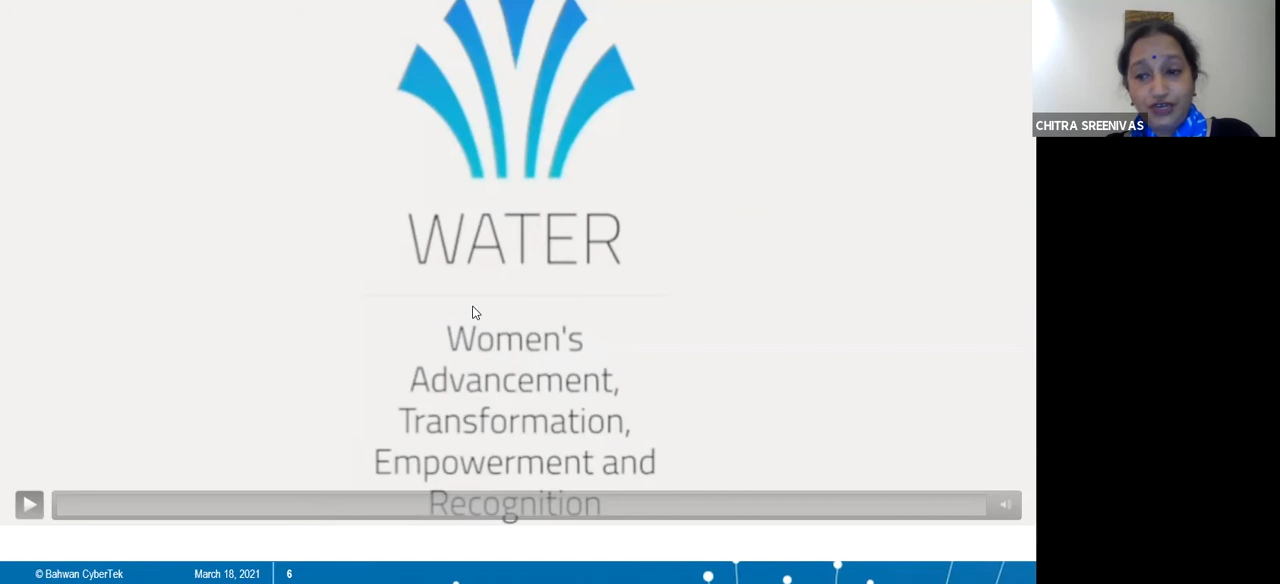 WATER
Women's
Advancement,
Transformation,
Empowerment and
Recognition
CHITRA SREENIVAS
© Bahwan CyberTek March 18, 2021 6